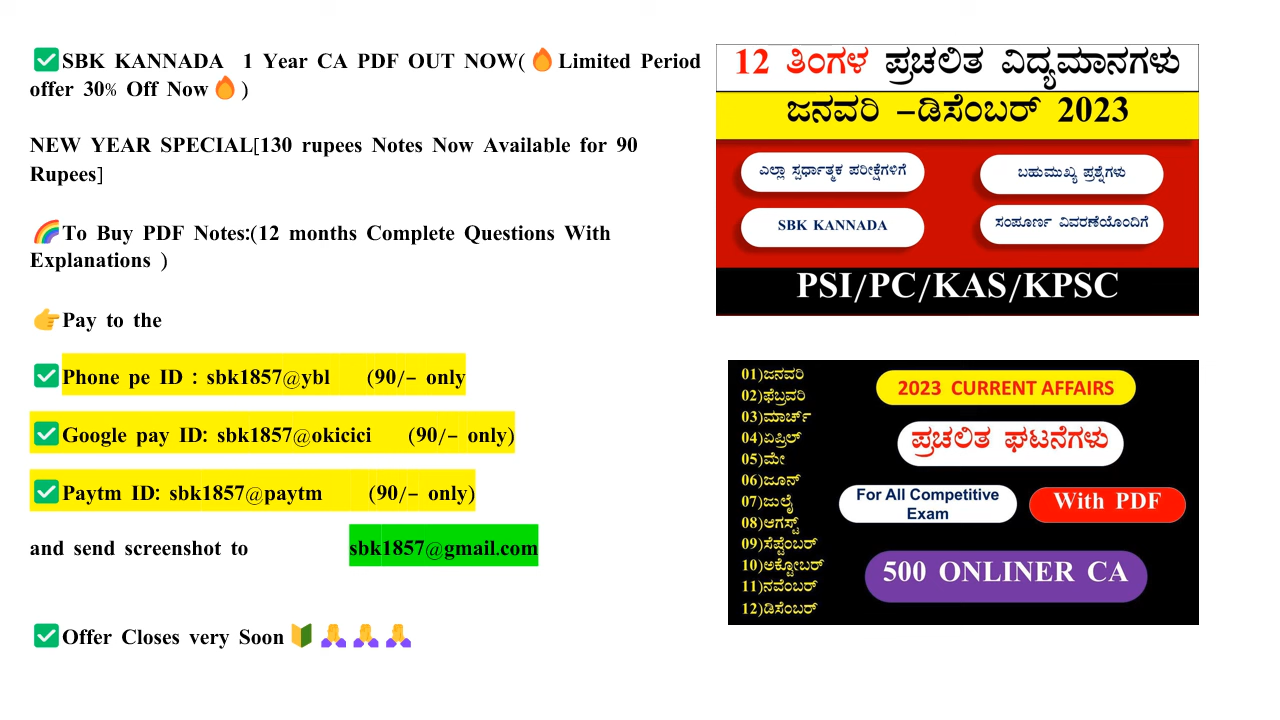 ✅SBK KANNADA 1 Year CA PDF OUT NOW(🔥Limited Period
offer 30% Off Now🔥)
NEW YEAR SPECIAL[130 rupees Notes Now Available for 90
Rupees]
🌈To Buy PDF Notes:(12 months Complete Questions With
Explanations )
👉Pay to the
✅Phone pe ID : sbk1857@ybl (90/- only
✅Google pay ID: sbk1857@okicici (90/- only)
✅Paytm ID: sbk1857@paytm (90/- only)
and send screenshot to sbk1857@gmail.com
✅Offer Closes very Soon🔰🙏🙏🙏
12 ತಿಂಗಳ ಪ್ರಚಲಿತ ವಿದ್ಯಮಾನಗಳು
ಜನವರಿ -ಡಿಸೆಂಬರ್ 2023
ಎಲ್ಲಾ ಸ್ಪರ್ಧಾತ್ಮಕ ಪರೀಕ್ಷೆಗಳಿಗೆ
ಬಹುಮುಖ್ಯ ಪ್ರಶ್ನೆಗಳು
SBK KANNADA
ಸಂಪೂರ್ಣ ವಿವರಣೆಯೊಂದಿಗೆ
PSI/PC/KAS/KPSC
01)ಜನವರಿ
02)ಫೆಬ್ರವರಿ
03)ಮಾರ್ಚ್
04)ಏಪ್ರಿಲ್
05)ಮೇ
06)ಜೂನ್
07)ಜುಲೈ
08)ಆಗಸ್ಟ್
09)ಸೆಪ್ಟೆಂಬರ್
10)ಅಕ್ಟೋಬರ್
11)ನವೆಂಬರ್
12)ಡಿಸೆಂಬರ್
2023 CURRENT AFFAIRS
ಪ್ರಚಲಿತ ಘಟನೆಗಳು
For All Competitive
Exam
With PDF
500 ONLINER CA